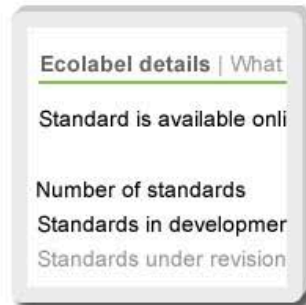 Ecolabel details | What
Standard is available onli
Number of standards
Standards in developmer
Standards under revision